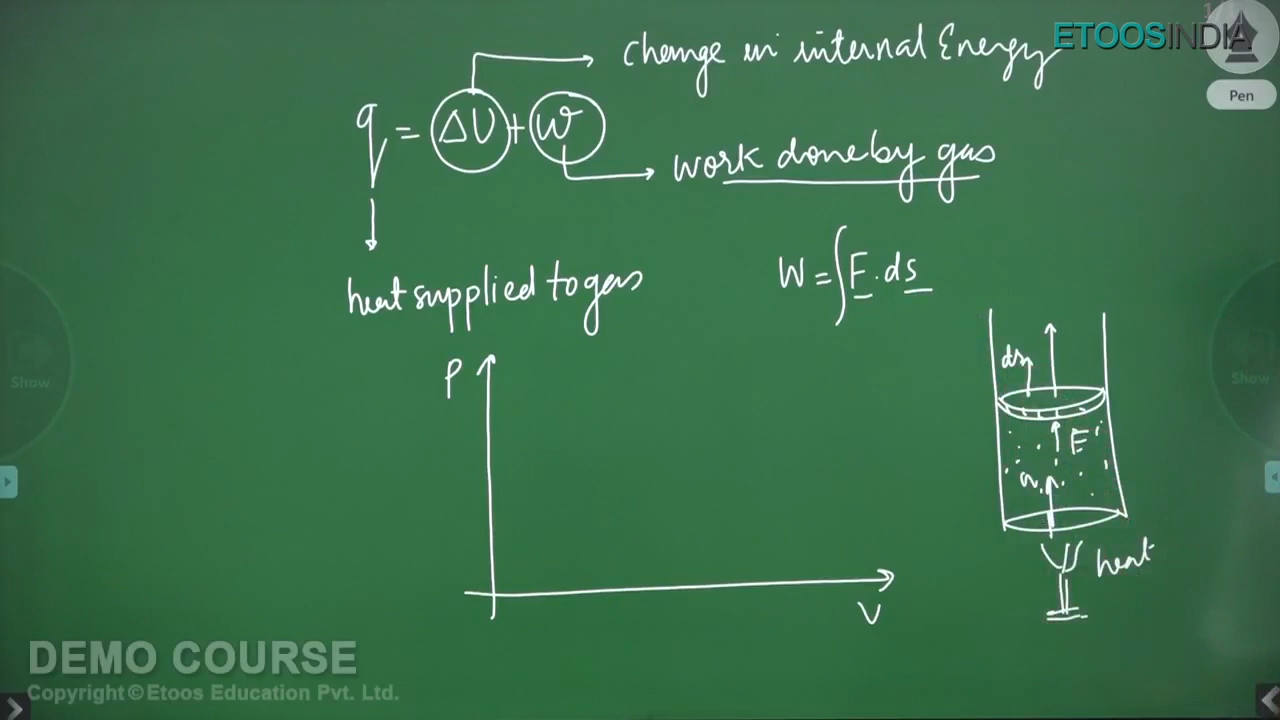 ETOOSINDIA
Pen
change in internal Energy
q = ΔU + W
work done by gas
heat supplied to gas
W = ∫ F . ds
P
V
ds
F
heat
Show
Show
DEMO COURSE
Copyright © Etoos Education Pvt. Ltd.